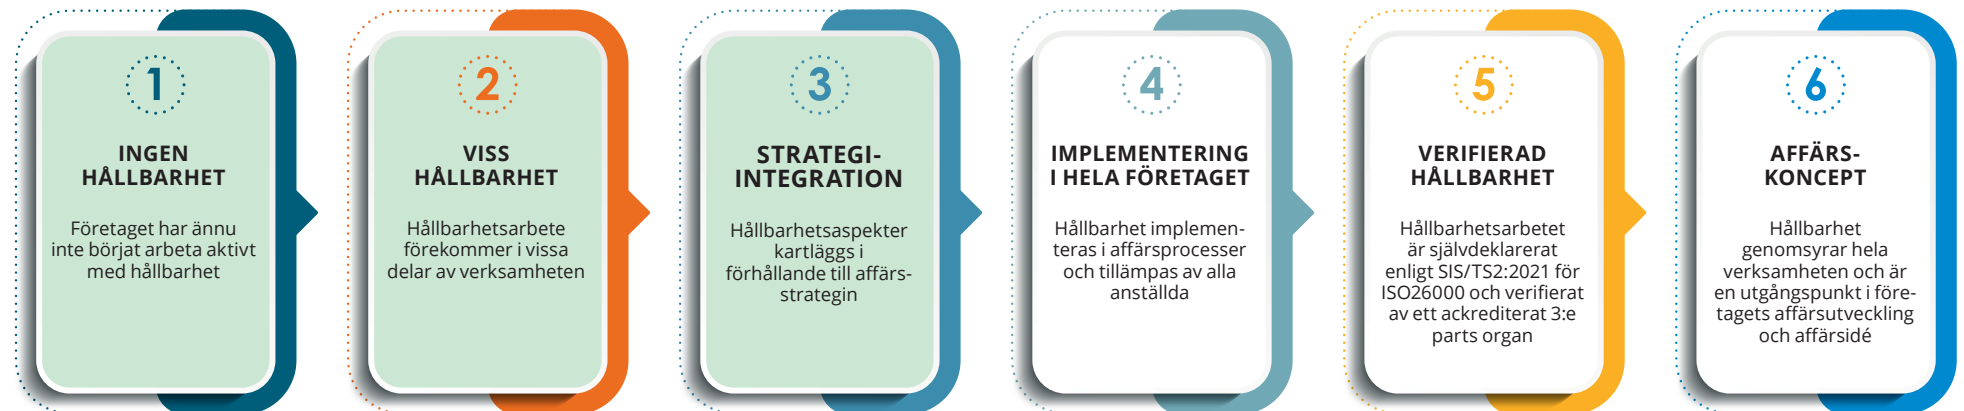 1
INGEN
HÅLLBARHET
Företaget har ännu
inte börjat arbeta aktivt
med hållbarhet
2
VISS
HÅLLBARHET
Hållbarhetsarbete
förekommer i vissa
delar av verksamheten
3
STRATEGI-
INTEGRATION
Hållbarhetsaspekter
kartläggs i
förhållande till affärs-
strategin
4
IMPLEMENTERING
I HELA FÖRETAGET
Hållbarhet implemen-
teras i affärsprocesser
och tillämpas av alla
anställda
5
VERIFIERAD
HÅLLBARHET
Hållbarhetsarbetet
är självdeklarerat
enligt SIS/TS2:2021 för
ISO26000 och verifierat
av ett ackrediterat 3:e
parts organ
6
AFFÄRS-
KONCEPT
Hållbarhet
genomsyrar hela
verksamheten och är
en utgångspunkt i före-
tagets affärsutveckling
och affärsidé